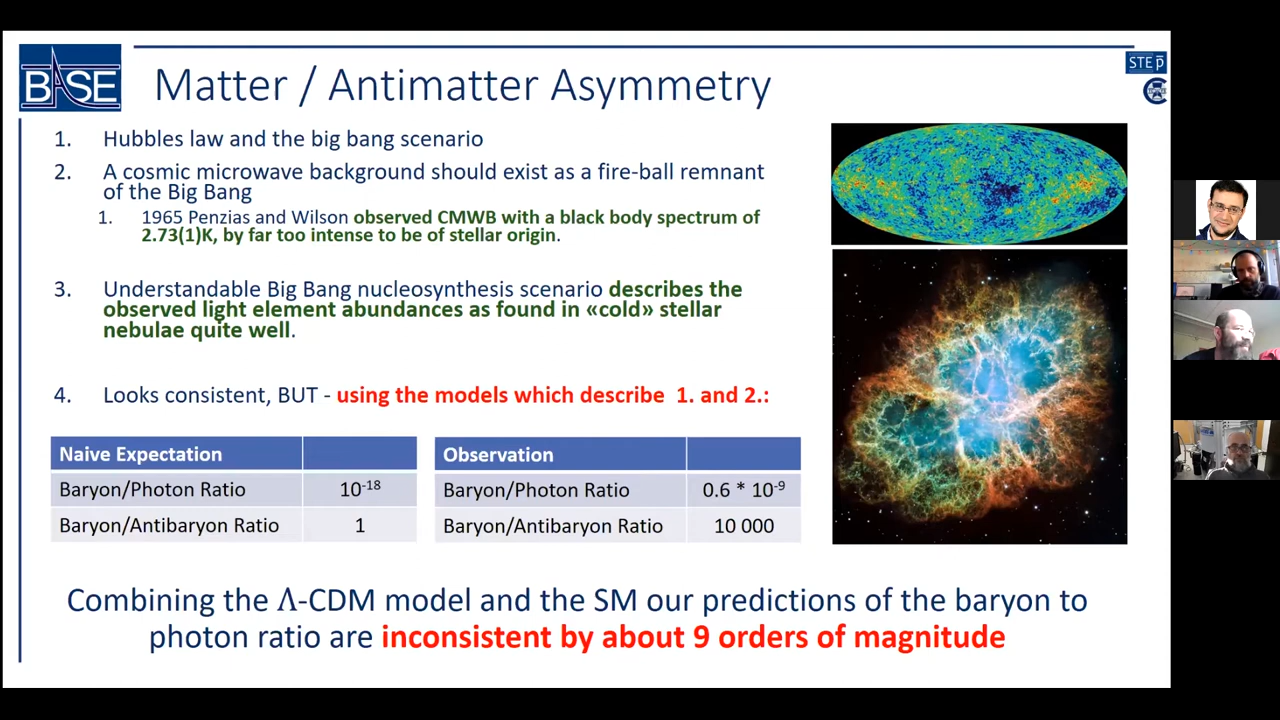 BASE
Matter / Antimatter Asymmetry
STEp̄
1. Hubbles law and the big bang scenario
2. A cosmic microwave background should exist as a fire-ball remnant
of the Big Bang
1. 1965 Penzias and Wilson observed CMWB with a black body spectrum of
2.73(1)K, by far too intense to be of stellar origin.
3. Understandable Big Bang nucleosynthesis scenario describes the
observed light element abundances as found in «cold» stellar
nebulae quite well.
4. Looks consistent, BUT - using the models which describe 1. and 2.:
Naive Expectation
Baryon/Photon Ratio 10⁻¹⁸
Baryon/Antibaryon Ratio 1
Observation
Baryon/Photon Ratio 0.6 * 10⁻⁹
Baryon/Antibaryon Ratio 10 000
Combining the Λ-CDM model and the SM our predictions of the baryon to
photon ratio are inconsistent by about 9 orders of magnitude